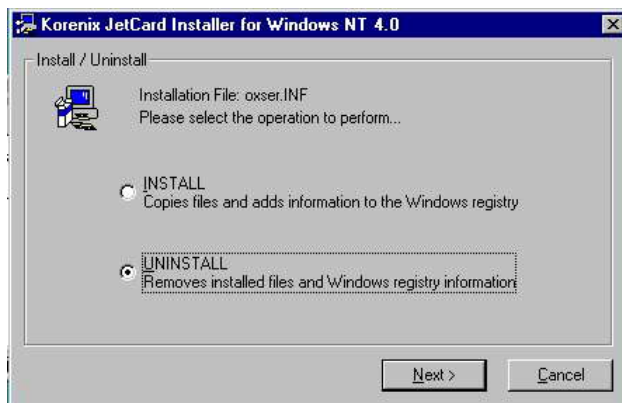 Korenix JetCard Installer for Windows NT 4.0
Install / Uninstall
Installation File: oxser.INF
Please select the operation to perform...
INSTALL
Copies files and adds information to the Windows registry
UNINSTALL
Removes installed files and Windows registry information
Next >
Cancel